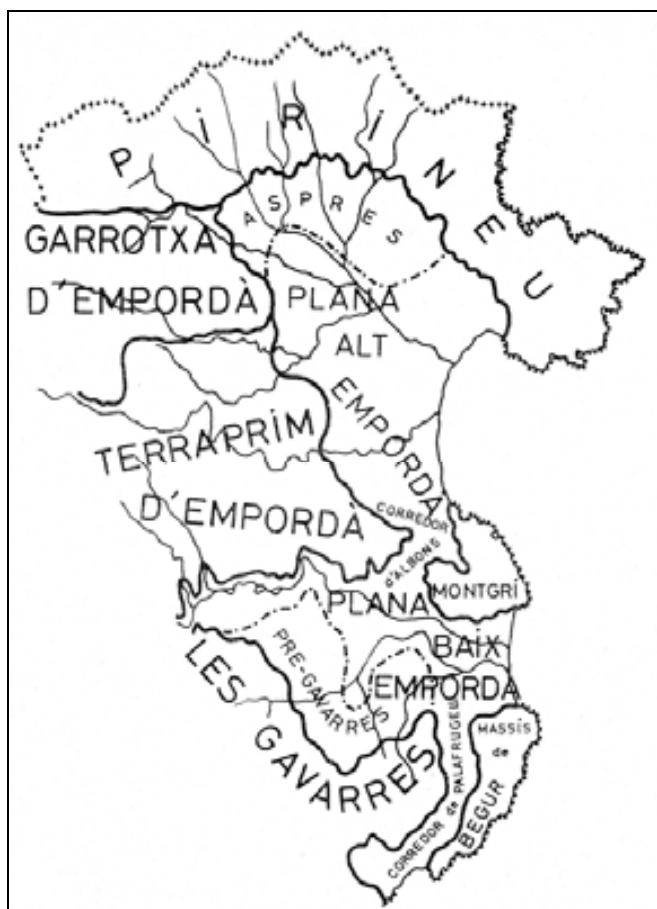 PIRINEU
ASPRES
GARROTXA
D'EMPORDÀ
PLANA
ALT
EMPORDÀ
TERRAPRIM
D'EMPORDÀ
CORREDOR
d'ALBONS
MONTGRÍ
PLANA
BAIX
EMPORDÀ
PRE-GAVARRES
LES
GAVARRES
CORREDOR de PALAFRUGELL
MASSÍS
de
BEGUR